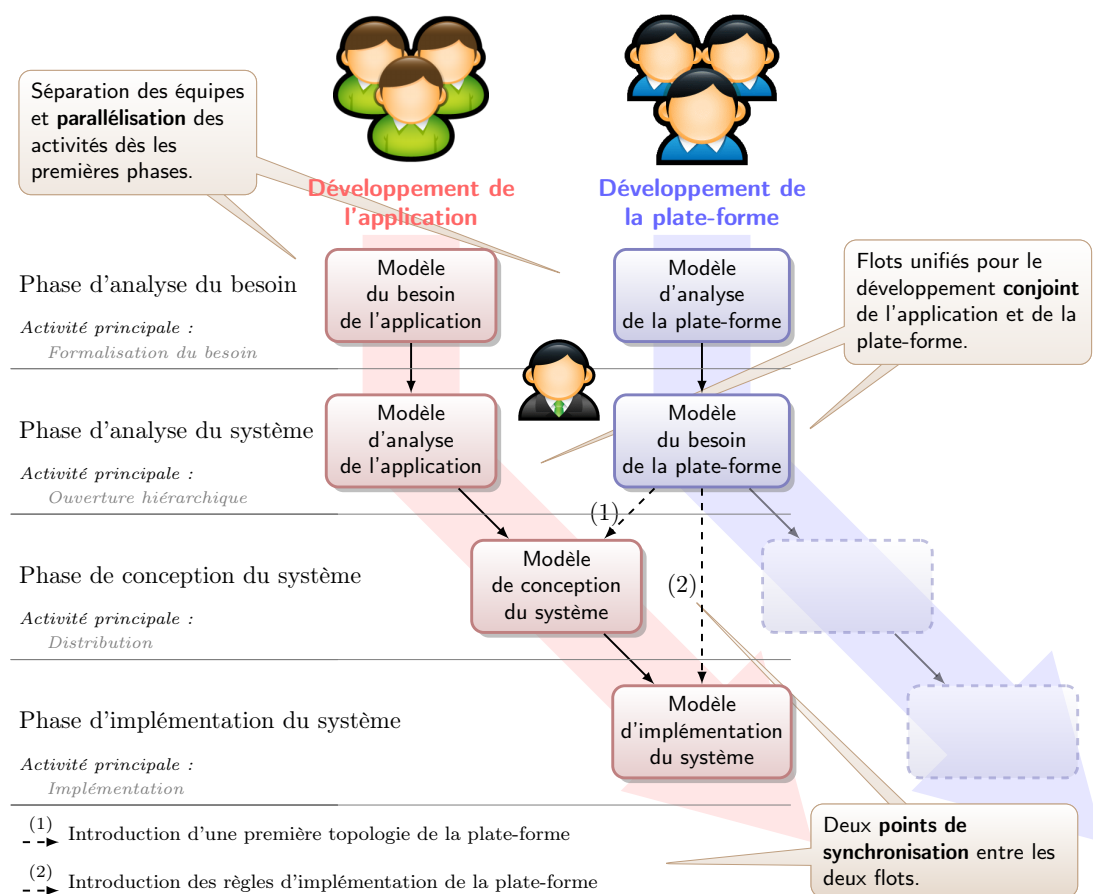 Séparation des équipes
et parallélisation des
activités dès les
premières phases.
Développement de
l'application
Développement de
la plate-forme
Phase d'analyse du besoin
Activité principale :
Formalisation du besoin
Modèle
du besoin
de l'application
Modèle
d'analyse
de la plate-forme
Flots unifiés pour le
développement conjoint
de l'application et de la
plate-forme.
Phase d'analyse du système
Activité principale :
Ouverture hiérarchique
Modèle
d'analyse
de l'application
Modèle
du besoin
de la plate-forme
(1)
Phase de conception du système
Activité principale :
Distribution
Modèle
de conception
du système
(2)
Phase d'implémentation du système
Activité principale :
Implémentation
Modèle
d'implémentation
du système
(1) Introduction d'une première topologie de la plate-forme
(2) Introduction des règles d'implémentation de la plate-forme
Deux points de
synchronisation entre les
deux flots.